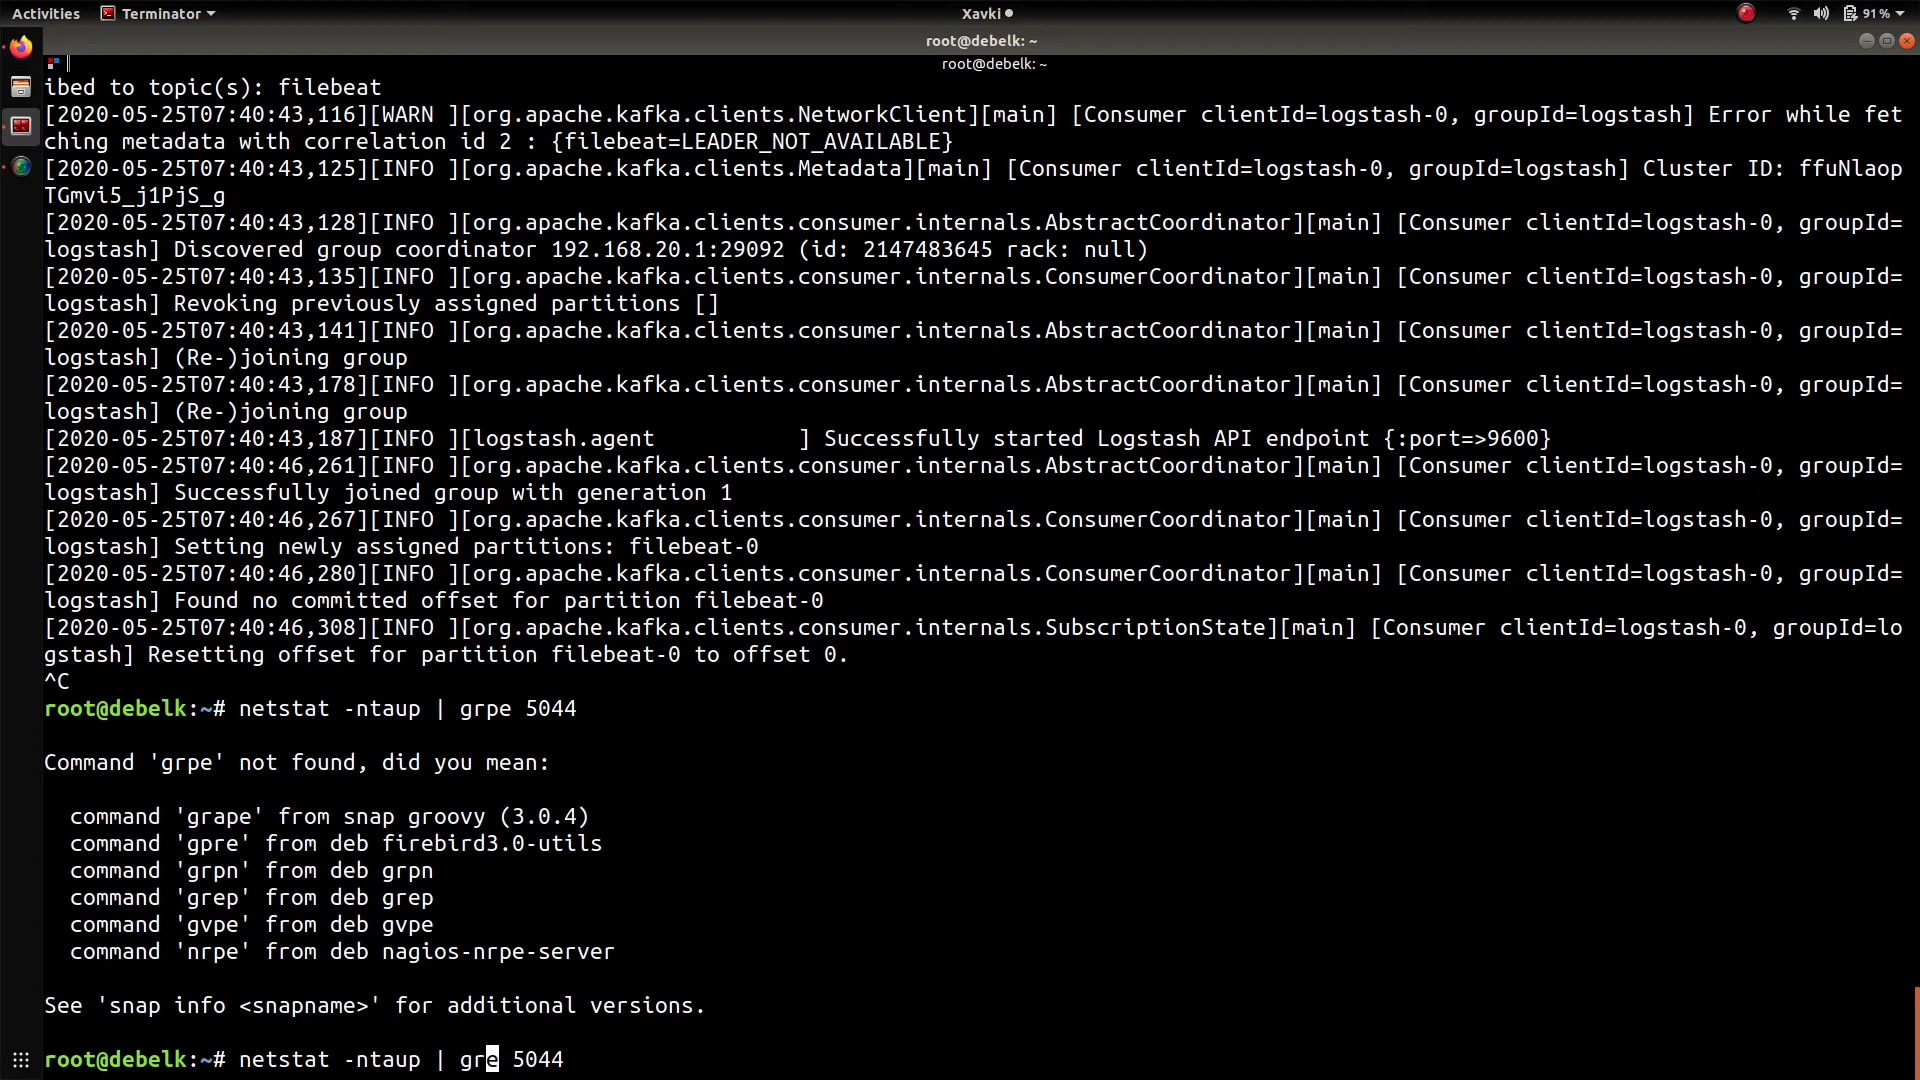 Activities Terminator Xavki 91%
root@debelk: ~
root@debelk: ~
ibed to topic(s): filebeat
[2020-05-25T07:40:43,116][WARN ][org.apache.kafka.clients.NetworkClient][main] [Consumer clientId=logstash-0, groupId=logstash] Error while fet
ching metadata with correlation id 2 : {filebeat=LEADER_NOT_AVAILABLE}
[2020-05-25T07:40:43,125][INFO ][org.apache.kafka.clients.Metadata][main] [Consumer clientId=logstash-0, groupId=logstash] Cluster ID: ffuNlaop
TGmvi5_j1PjS_g
[2020-05-25T07:40:43,128][INFO ][org.apache.kafka.clients.consumer.internals.AbstractCoordinator][main] [Consumer clientId=logstash-0, groupId=
logstash] Discovered group coordinator 192.168.20.1:29092 (id: 2147483645 rack: null)
[2020-05-25T07:40:43,135][INFO ][org.apache.kafka.clients.consumer.internals.ConsumerCoordinator][main] [Consumer clientId=logstash-0, groupId=
logstash] Revoking previously assigned partitions []
[2020-05-25T07:40:43,141][INFO ][org.apache.kafka.clients.consumer.internals.AbstractCoordinator][main] [Consumer clientId=logstash-0, groupId=
logstash] (Re-)joining group
[2020-05-25T07:40:43,178][INFO ][org.apache.kafka.clients.consumer.internals.AbstractCoordinator][main] [Consumer clientId=logstash-0, groupId=
logstash] (Re-)joining group
[2020-05-25T07:40:43,187][INFO ][logstash.agent           ] Successfully started Logstash API endpoint {:port=>9600}
[2020-05-25T07:40:46,261][INFO ][org.apache.kafka.clients.consumer.internals.AbstractCoordinator][main] [Consumer clientId=logstash-0, groupId=
logstash] Successfully joined group with generation 1
[2020-05-25T07:40:46,267][INFO ][org.apache.kafka.clients.consumer.internals.ConsumerCoordinator][main] [Consumer clientId=logstash-0, groupId=
logstash] Setting newly assigned partitions: filebeat-0
[2020-05-25T07:40:46,280][INFO ][org.apache.kafka.clients.consumer.internals.ConsumerCoordinator][main] [Consumer clientId=logstash-0, groupId=
logstash] Found no committed offset for partition filebeat-0
[2020-05-25T07:40:46,308][INFO ][org.apache.kafka.clients.consumer.internals.SubscriptionState][main] [Consumer clientId=logstash-0, groupId=lo
gstash] Resetting offset for partition filebeat-0 to offset 0.
^C
root@debelk:~# netstat -ntaup | grpe 5044
Command 'grpe' not found, did you mean:
command 'grape' from snap groovy (3.0.4)
command 'gpre' from deb firebird3.0-utils
command 'grpn' from deb grpn
command 'grep' from deb grep
command 'gvpe' from deb gvpe
command 'nrpe' from deb nagios-nrpe-server
See 'snap info <snapname>' for additional versions.
root@debelk:~# netstat -ntaup | gre 5044